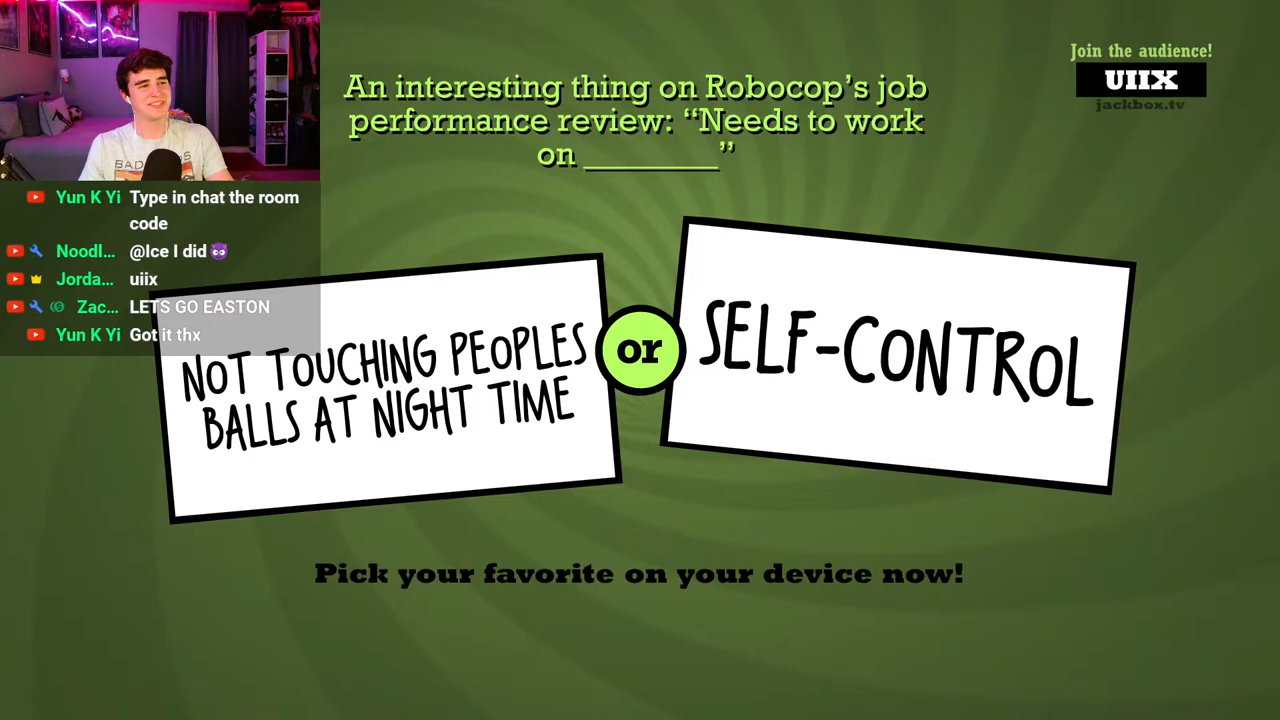 An interesting thing on Robocop’s job
performance review: “Needs to work
on ________”
Join the audience!
UIIX
jackbox.tv
BAD
Yun K Yi Type in chat the room
code
Noodl... @Ice I did 😈
Jorda... uiix
Zac... LETS GO EASTON
Yun K Yi Got it thx
NOT TOUCHING PEOPLES
BALLS AT NIGHT TIME
or
SELF-CONTROL
Pick your favorite on your device now!